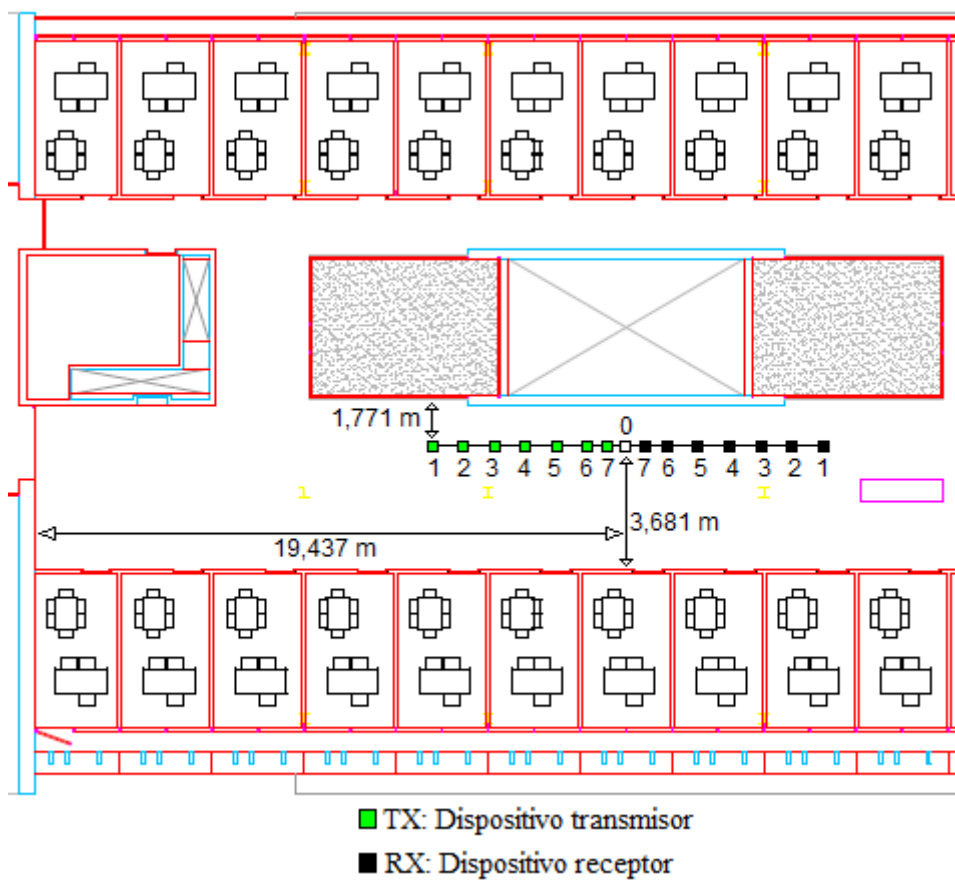 1,771 m
0
1 2 3 4 5 6 7 7 6 5 4 3 2 1
3,681 m
19,437 m
TX: Dispositivo transmisor
RX: Dispositivo receptor